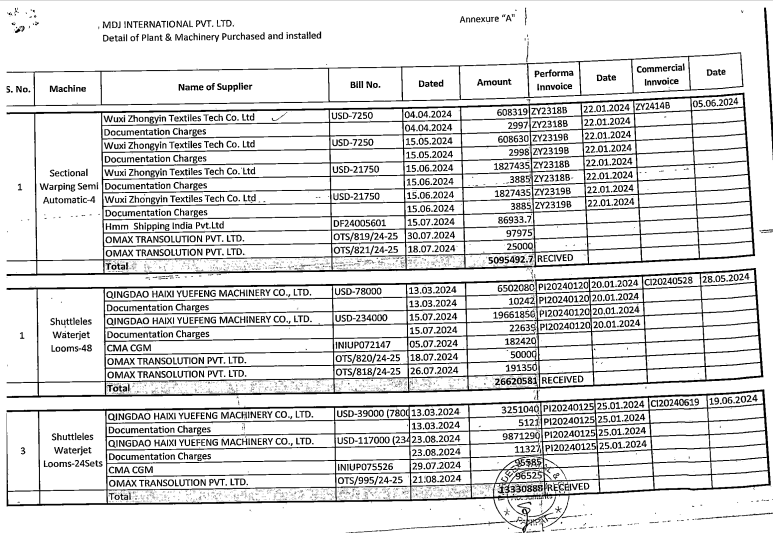 MDJ INTERNATIONAL PVT. LTD.
Annexure "A"
Detail of Plant & Machinery Purchased and installed
S. No. Machine Name of Supplier Bill No. Dated Amount Performa Invoice Date Commercial Invoice Date
1 Sectional Warping Semi Automatic-4
Wuxi Zhongyin Textiles Tech Co. Ltd USD-7250 04.04.2024 608319 ZY2318B 22.01.2024 ZY2414B 05.06.2024
Documentation Charges 04.04.2024 2997 ZY2318B 22.01.2024
Wuxi Zhongyin Textiles Tech Co. Ltd USD-7250 15.05.2024 608630 ZY2319B 22.01.2024
Documentation Charges 15.05.2024 2998 ZY2319B 22.01.2024
Wuxi Zhongyin Textiles Tech Co. Ltd USD-21750 15.06.2024 1827435 ZY2318B 22.01.2024
Documentation Charges 15.06.2024 3885 ZY2318B 22.01.2024
Wuxi Zhongyin Textiles Tech Co. Ltd USD-21750 15.06.2024 1827435 ZY2319B 22.01.2024
Documentation Charges 15.06.2024 3885 ZY2319B 22.01.2024
Hmm Shipping India Pvt.Ltd DF24005601 15.07.2024 86933.7
OMAX TRANSOLUTION PVT. LTD. OTS/819/24-25 30.07.2024 97975
OMAX TRANSOLUTION PVT. LTD. OTS/821/24-25 18.07.2024 25000
Total 5095492.7 RECIVED
1 Shuttleles Waterjet Looms-48
QINGDAO HAIXI YUEFENG MACHINERY CO., LTD. USD-78000 13.03.2024 6502080 PI20240120 20.01.2024 CI20240528 28.05.2024
Documentation Charges 13.03.2024 10242 PI20240120 20.01.2024
QINGDAO HAIXI YUEFENG MACHINERY CO., LTD. USD-234000 15.07.2024 19661850 PI20240120 20.01.2024
Documentation Charges 15.07.2024 22639 PI20240120 20.01.2024
CMA CGM INIUP072147 05.07.2024 182420
OMAX TRANSOLUTION PVT. LTD. OTS/820/24-25 18.07.2024 50000
OMAX TRANSOLUTION PVT. LTD. OTS/818/24-25 26.07.2024 191350
Total 26620581 RECEIVED
3 Shuttleles Waterjet Looms-24Sets
QINGDAO HAIXI YUEFENG MACHINERY CO., LTD. USD-39000 (7800 13.03.2024 3251040 PI20240125 25.01.2024 CI20240619 19.06.2024
Documentation Charges 13.03.2024 5121 PI20240125 25.01.2024
QINGDAO HAIXI YUEFENG MACHINERY CO., LTD. USD-117000 (234 23.08.2024 9871290 PI20240125 25.01.2024
Documentation Charges 23.08.2024 11327 PI20240125 25.01.2024
CMA CGM INIUP075526 29.07.2024 95585
OMAX TRANSOLUTION PVT. LTD. OTS/995/24-25 21.08.2024 96525
Total 13330888 RECEIVED